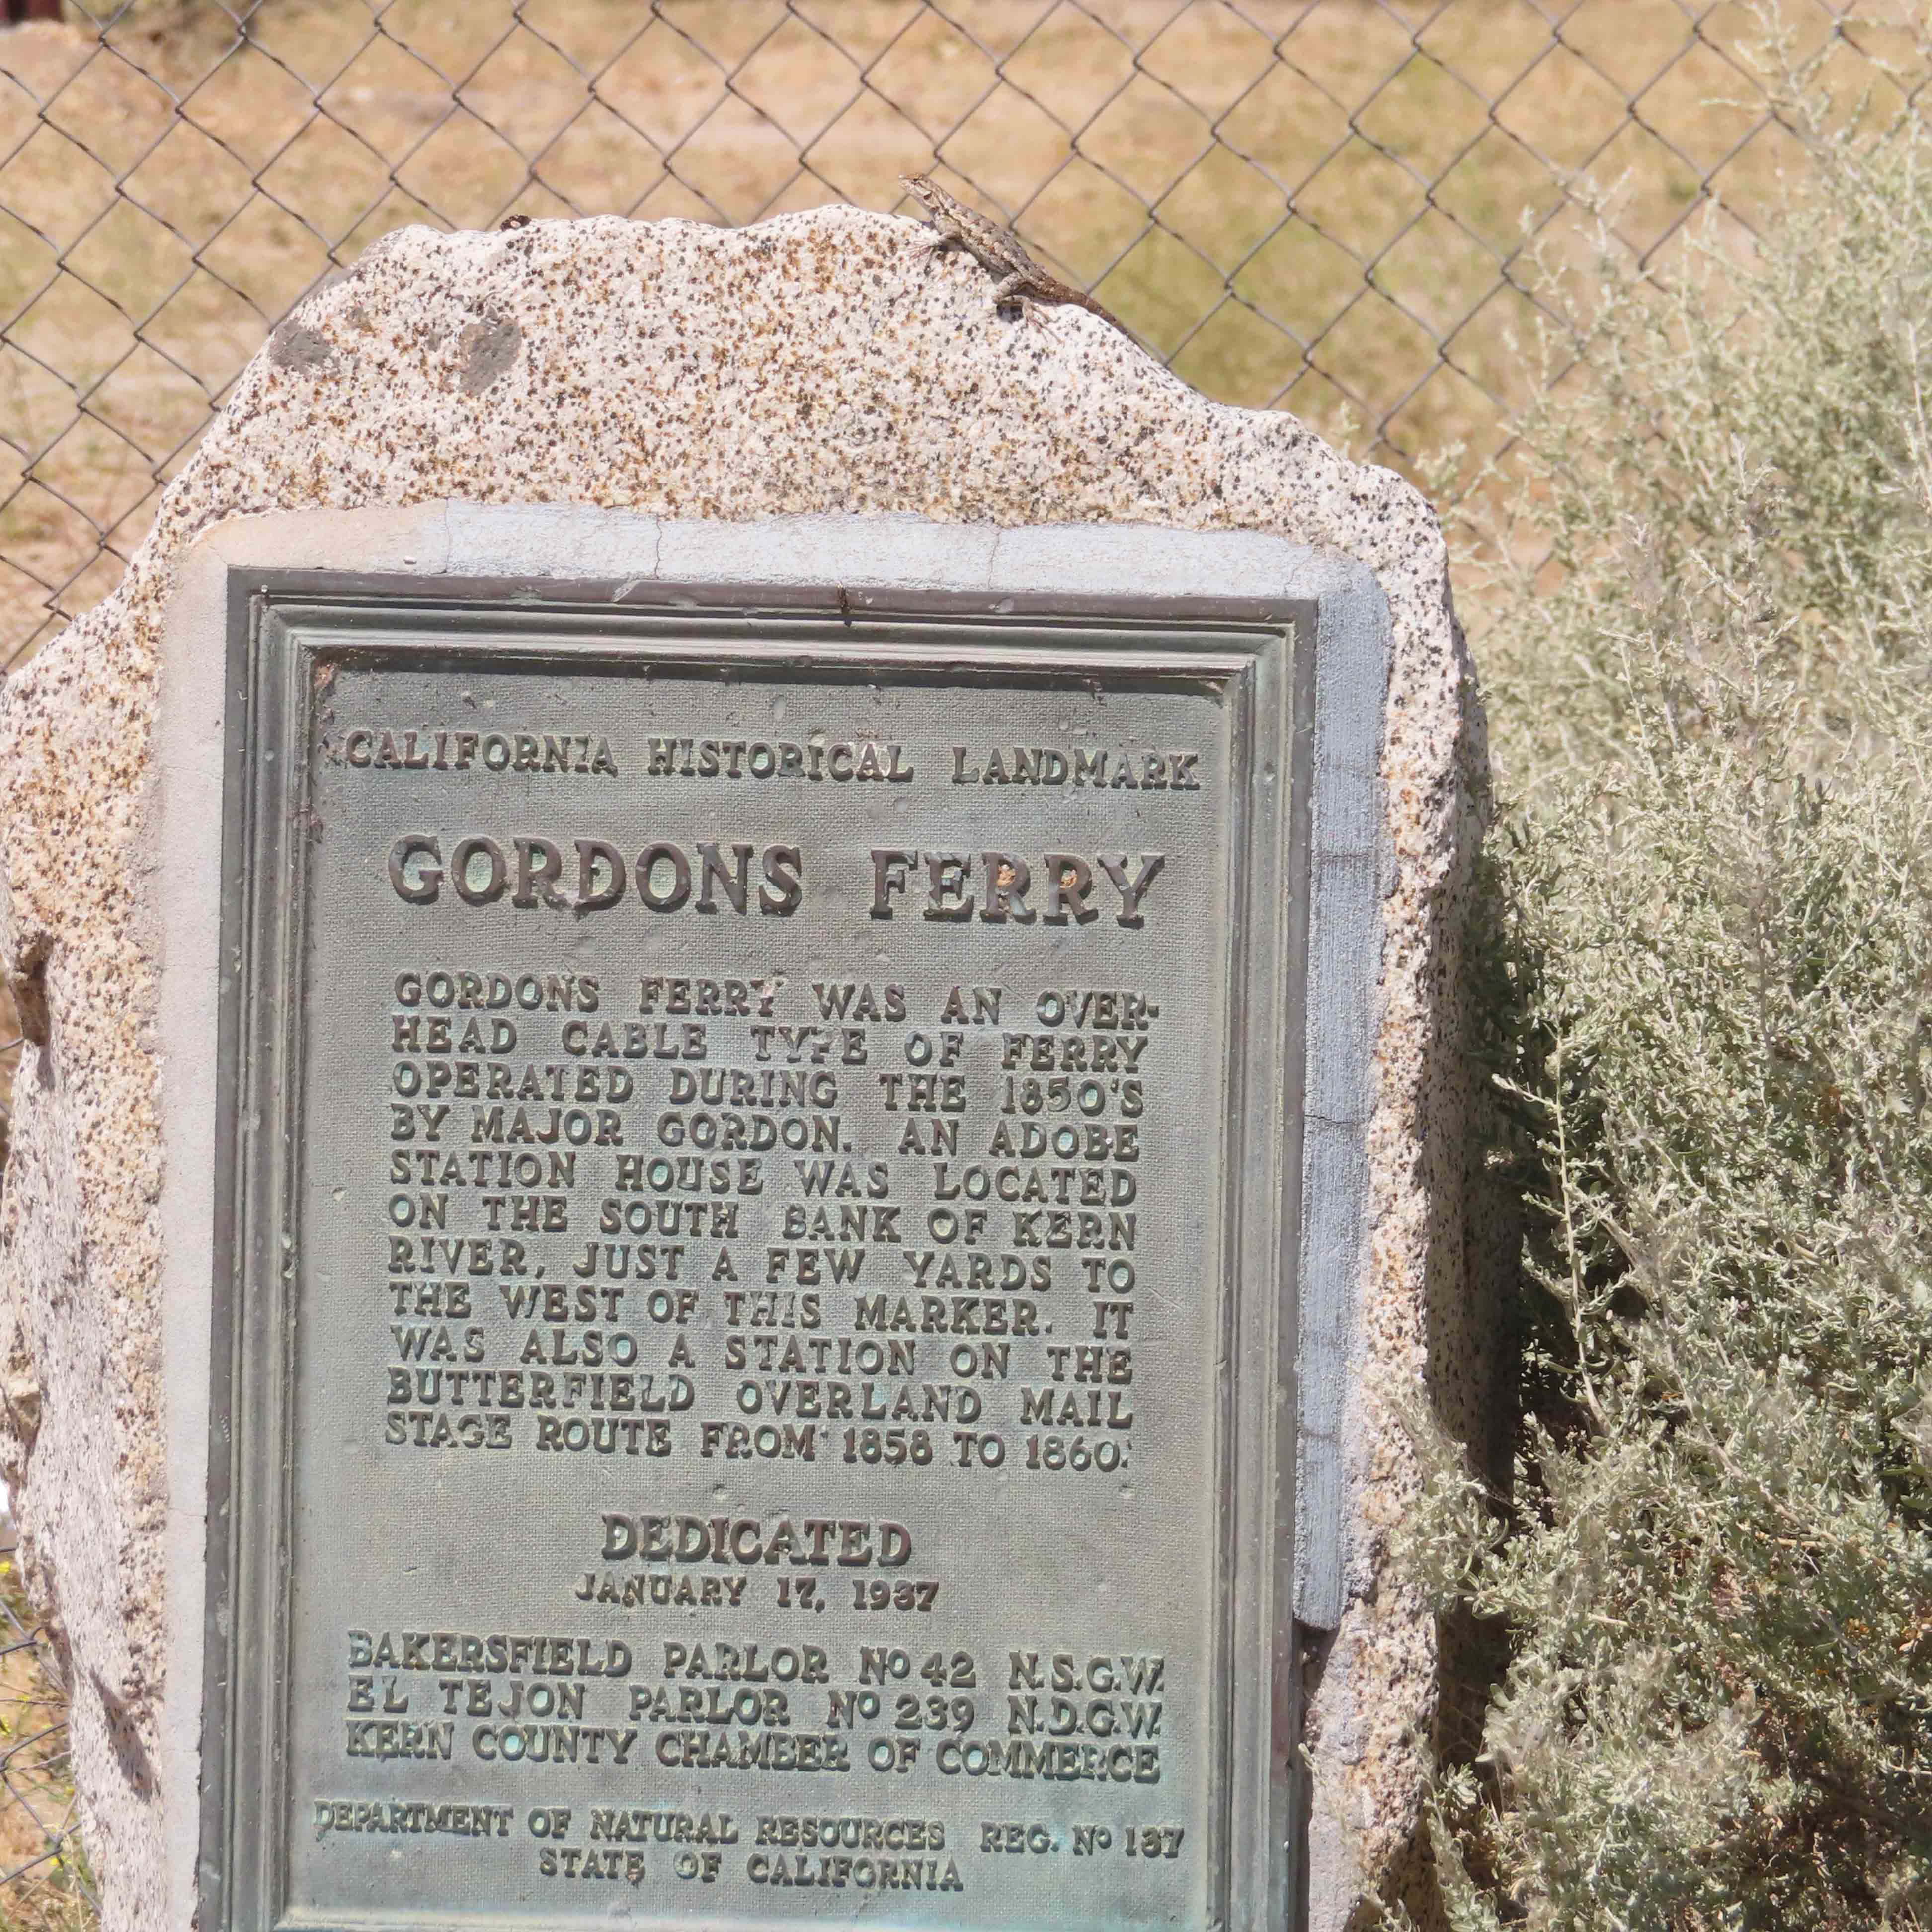 CALIFORNIA HISTORICAL LANDMARK
GORDONS FERRY
GORDONS FERRY WAS AN OVER-
HEAD CABLE TYPE OF FERRY
OPERATED DURING THE 1850'S
BY MAJOR GORDON. AN ADOBE
STATION HOUSE WAS LOCATED
ON THE SOUTH BANK OF KERN
RIVER, JUST A FEW YARDS TO
THE WEST OF THIS MARKER. IT
WAS ALSO A STATION ON THE
BUTTERFIELD OVERLAND MAIL
STAGE ROUTE FROM 1858 TO 1860.
DEDICATED
JANUARY 17, 1937
BAKERSFIELD PARLOR No 42 N.S.G.W.
EL TEJON PARLOR No 239 N.D.G.W.
KERN COUNTY CHAMBER OF COMMERCE
DEPARTMENT OF NATURAL RESOURCES REG. No 137
STATE OF CALIFORNIA